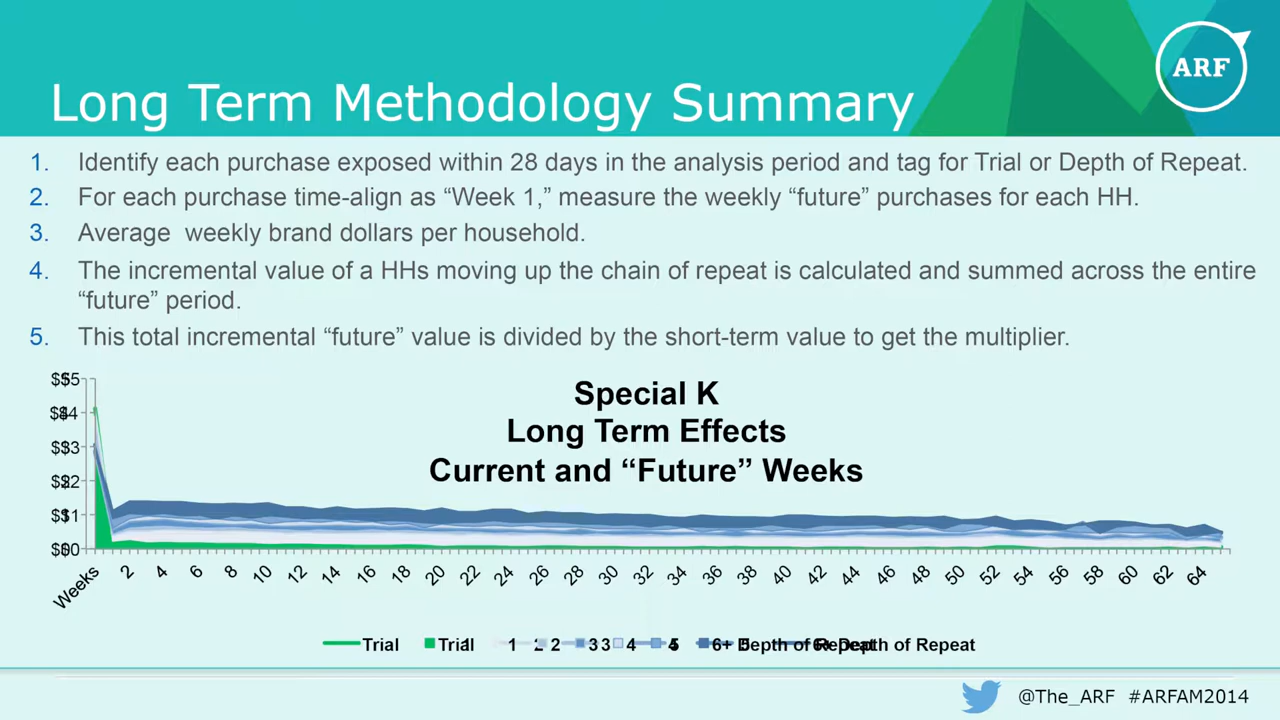 ARF
Long Term Methodology Summary
1. Identify each purchase exposed within 28 days in the analysis period and tag for Trial or Depth of Repeat.
2. For each purchase time-align as “Week 1,” measure the weekly “future” purchases for each HH.
3. Average weekly brand dollars per household.
4. The incremental value of a HHs moving up the chain of repeat is calculated and summed across the entire
“future” period.
5. This total incremental “future” value is divided by the short-term value to get the multiplier.
Special K
Long Term Effects
Current and “Future” Weeks
$5
$4
$3
$2
$1
$0
Weeks 2 4 6 8 10 12 14 16 18 20 22 24 26 28 30 32 34 36 38 40 42 44 46 48 50 52 54 56 58 60 62 64
Trial Trial 1 2 3 3 4 6+ Depth of Repeat
@The_ARF #ARFAM2014